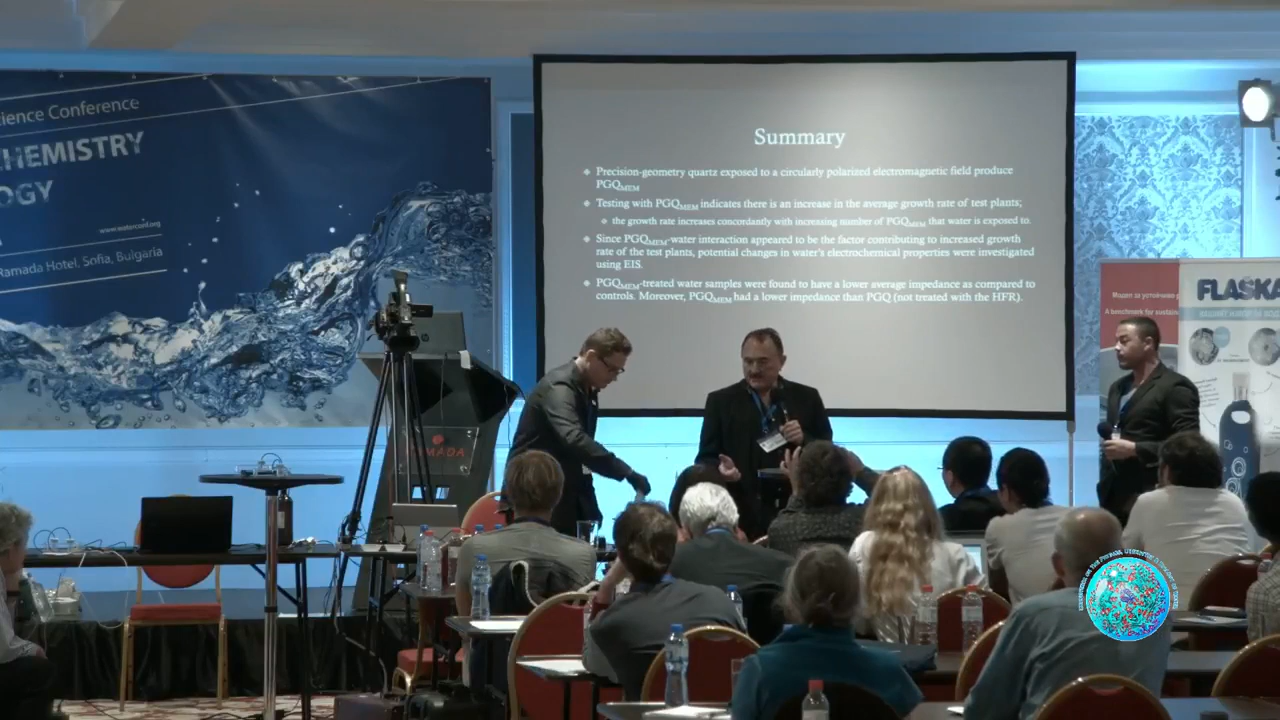 ience Conference
HEMISTRY
OGY
www.waterconf.org
Ramada Hotel, Sofia, Bulgaria
Summary
Precision-geometry quartz exposed to a circularly polarized electromagnetic field produce
PGQMEM
Testing with PGQMEM indicates there is an increase in the average growth rate of test plants;
the growth rate increases concordantly with increasing number of PGQMEM that water is exposed to.
Since PGQMEM-water interaction appeared to be the factor contributing to increased growth
rate of the test plants, potential changes in water's electrochemical properties were investigated
using EIS.
PGQMEM-treated water samples were found to have a lower average impedance as compared to
controls. Moreover, PGQMEM had a lower impedance than PGQ (not treated with the HFR).
AMADA
A benchmark for sustain
FLASKA